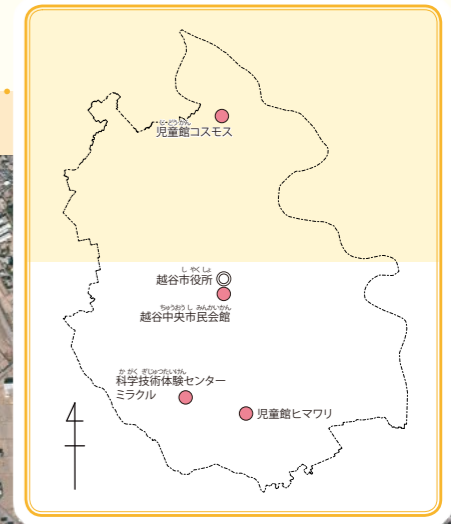 じどうかん
児童館コスモス
しやくしょ
越谷市役所
ちゅうおうしみんかいかん
越谷中央市民会館
かがくぎじゅつたいけん
科学技術体験センター
ミラクル
児童館ヒマワリ
4